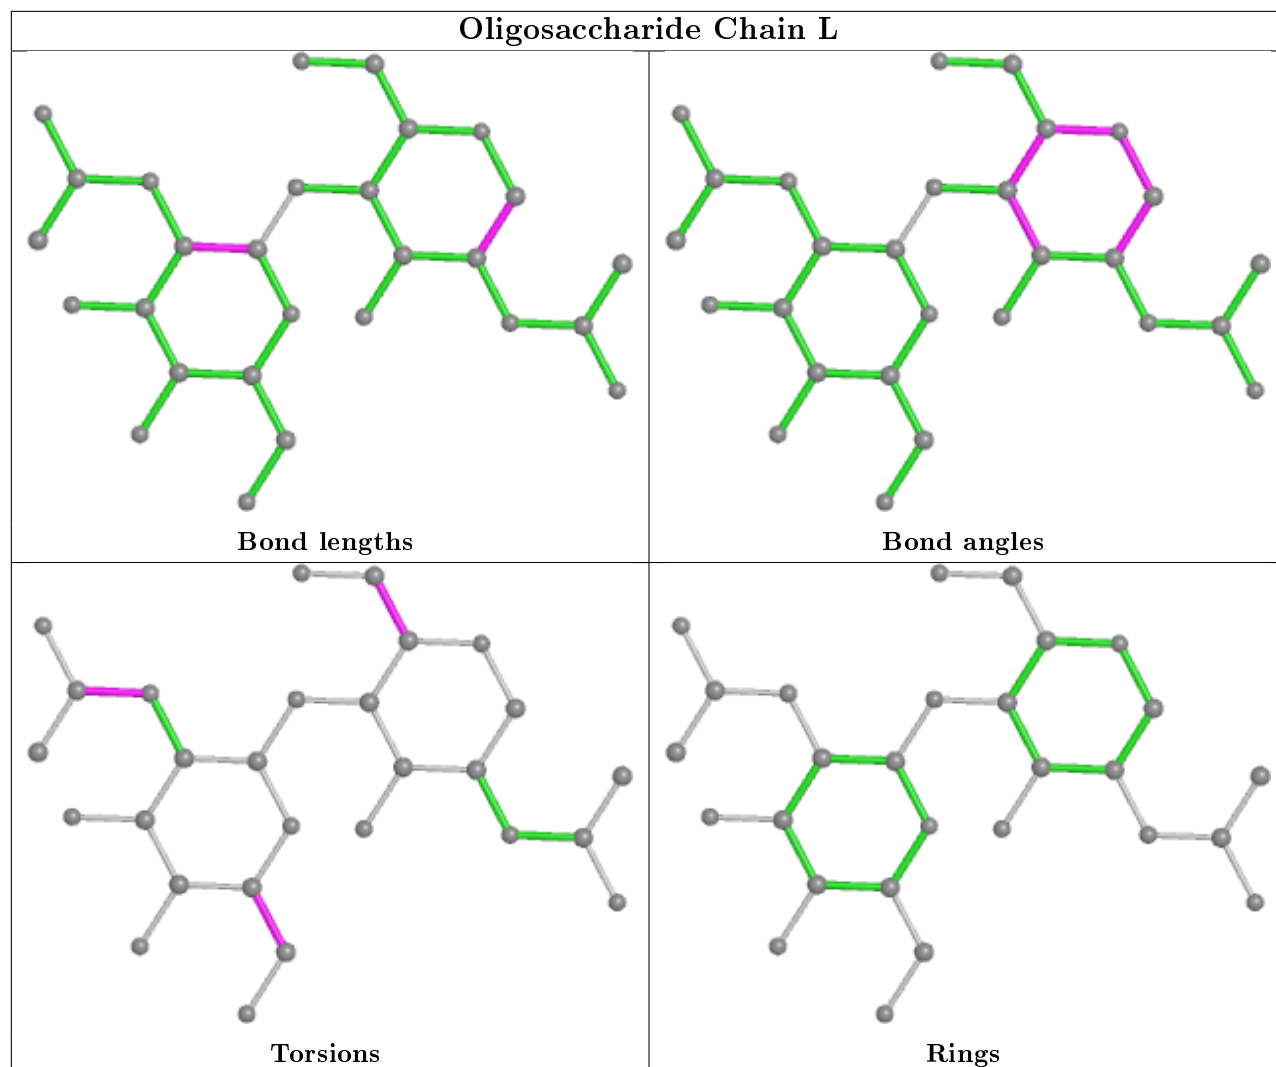 Oligosaccharide Chain L
Bond lengths
Bond angles
Torsions
Rings